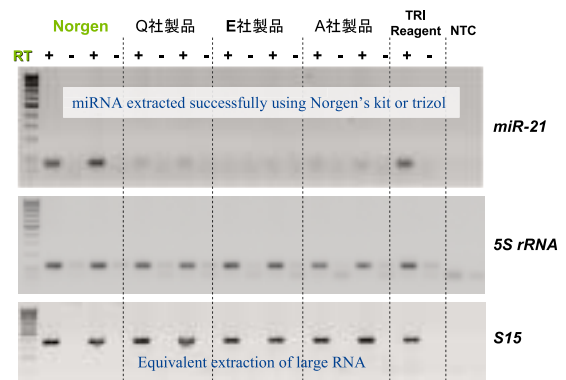 Norgen Q社製品 E社製品 A社製品 TRI Reagent NTC
RT + - + - + - + - + - + - + - + - + -
miRNA extracted successfully using Norgen's kit or trizol
miR-21
5S rRNA
S15
Equivalent extraction of large RNA